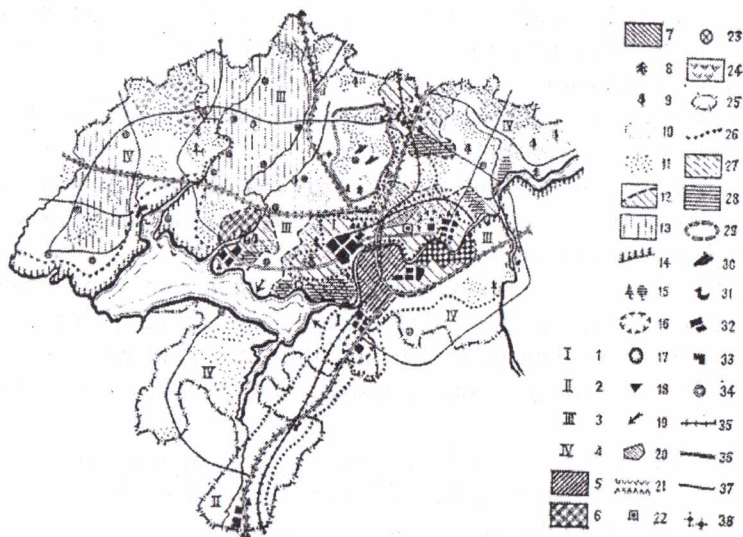 III
IV
IV
III
III
IV
IV
II
7 23
8 24
9 25
10 26
11 27
12 28
13 29
14 30
15 31
16 32
I 1 17 33
II 2 18 34
III 3 19 35
IV 4 20 36
5 21 37
6 22 38